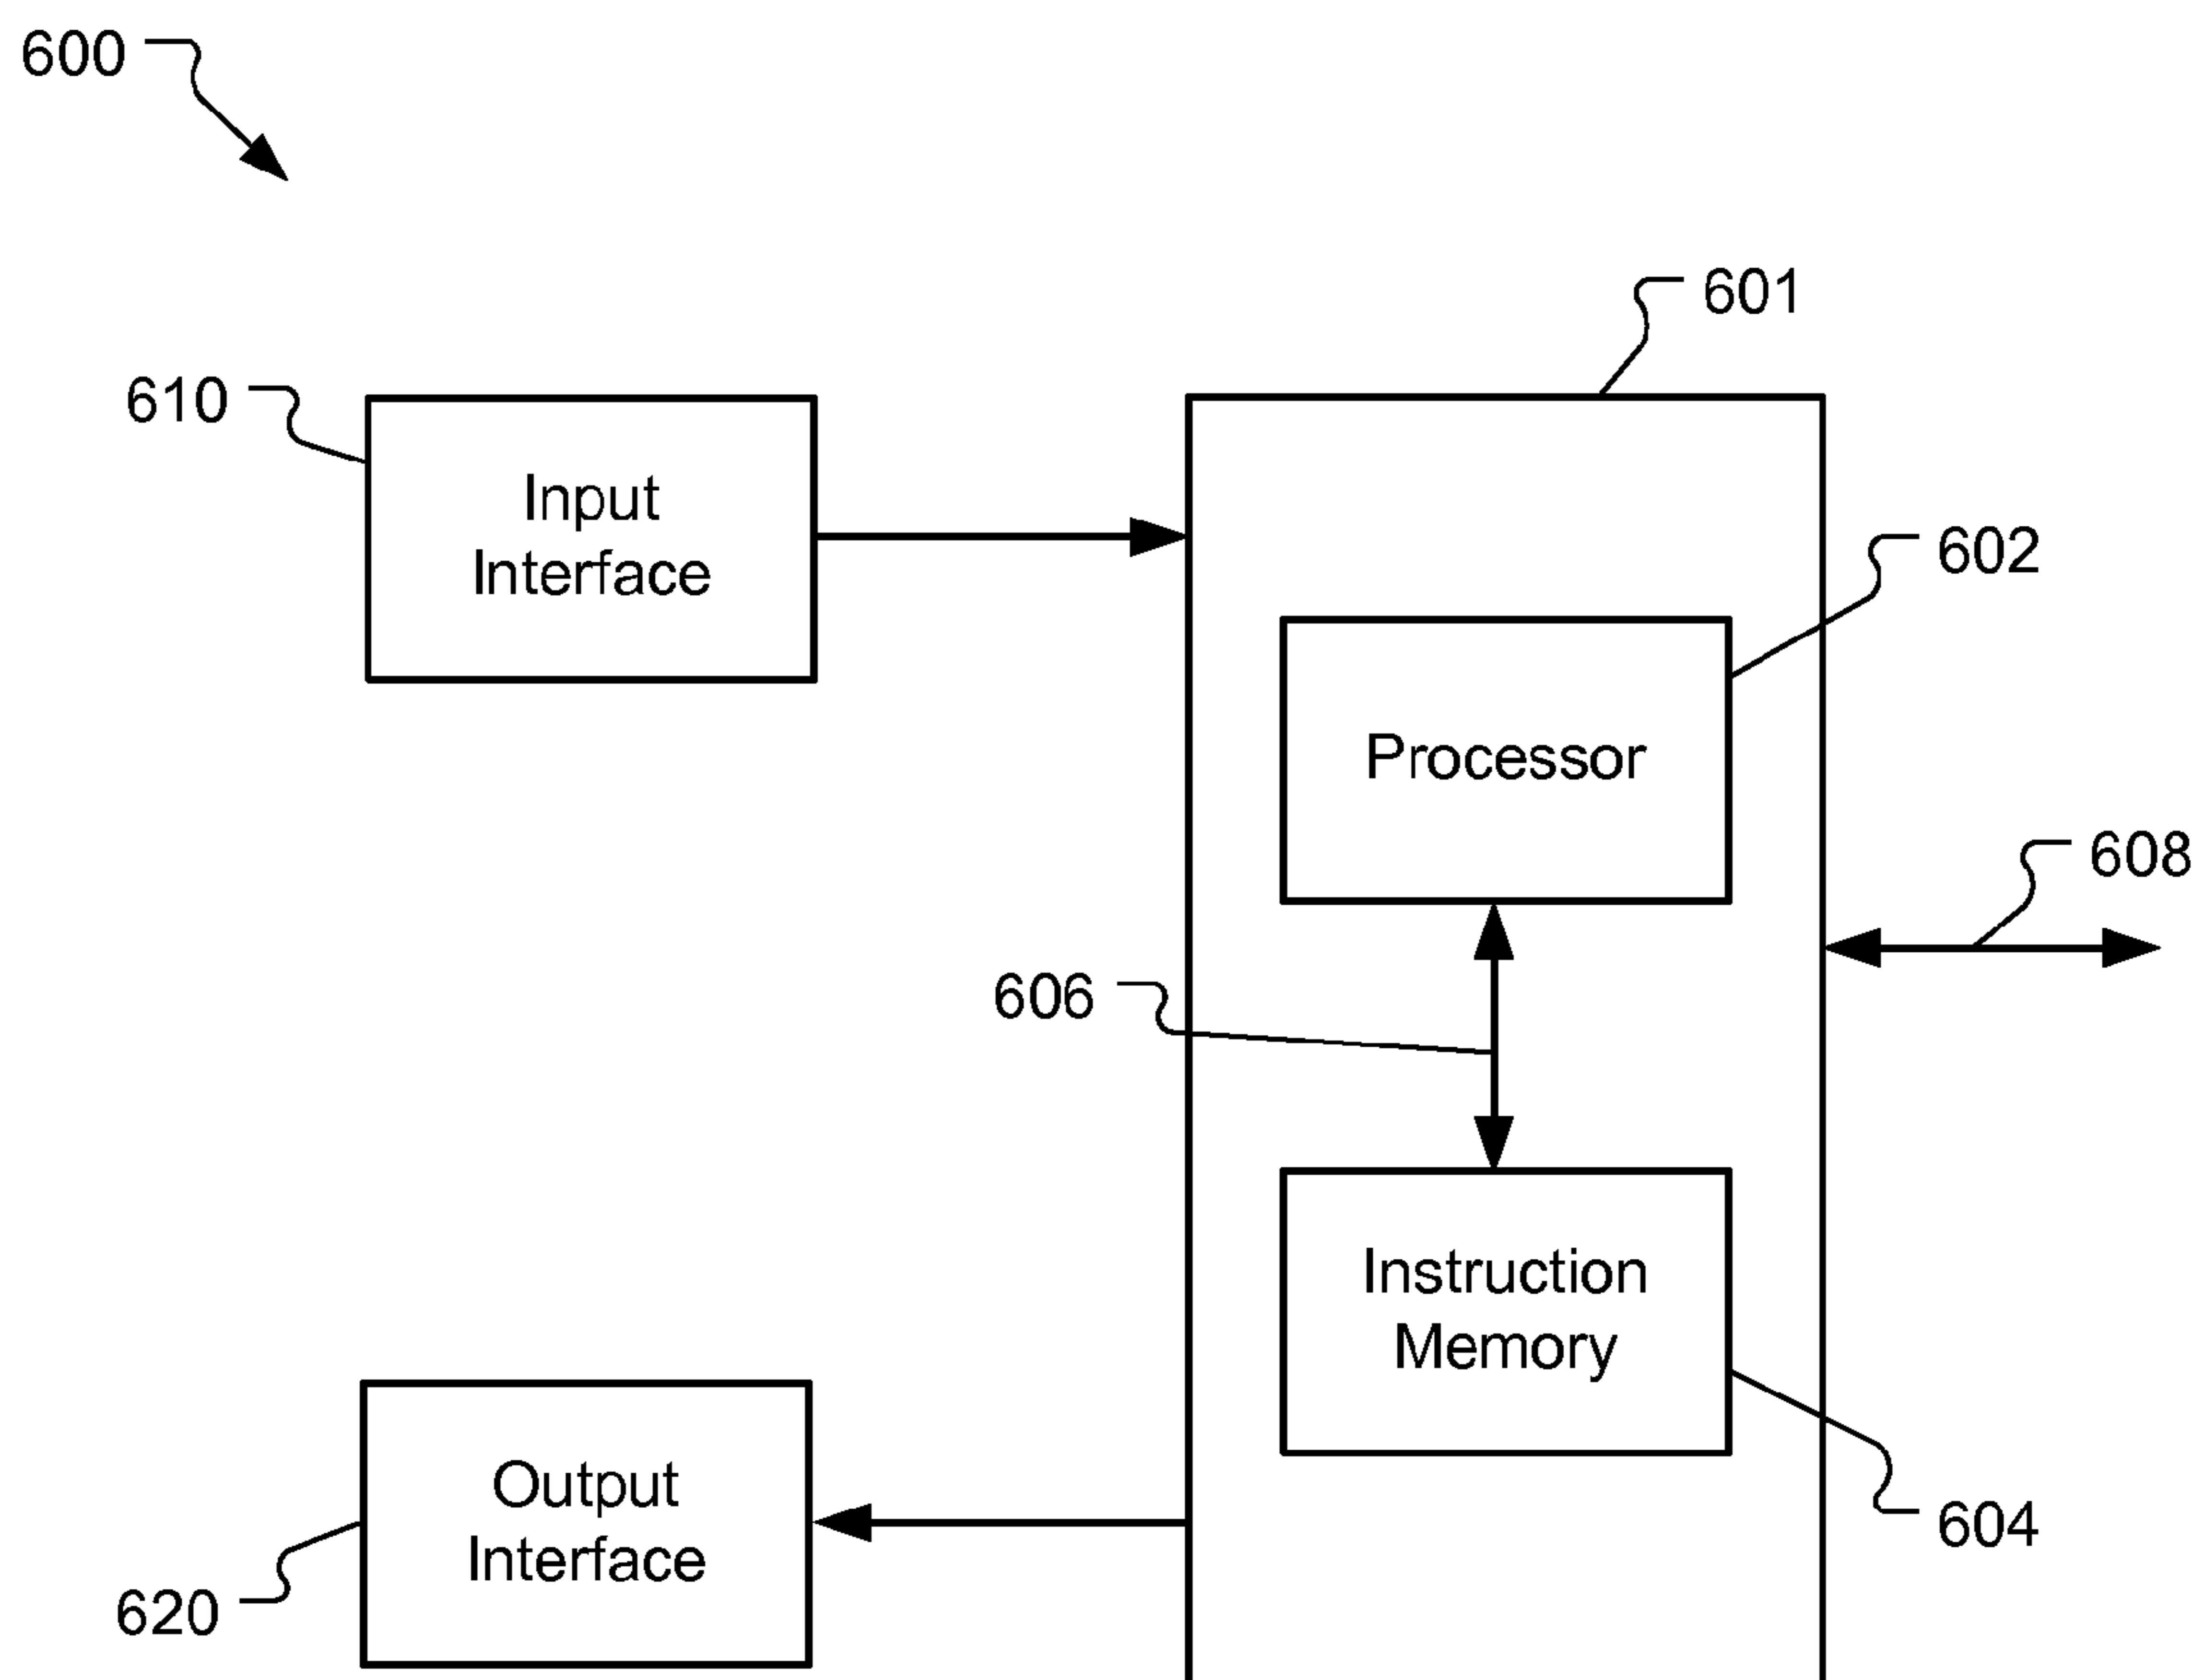 600
601
610
Input
Interface
602
Processor
608
606
Instruction
Memory
Output
Interface
604
620